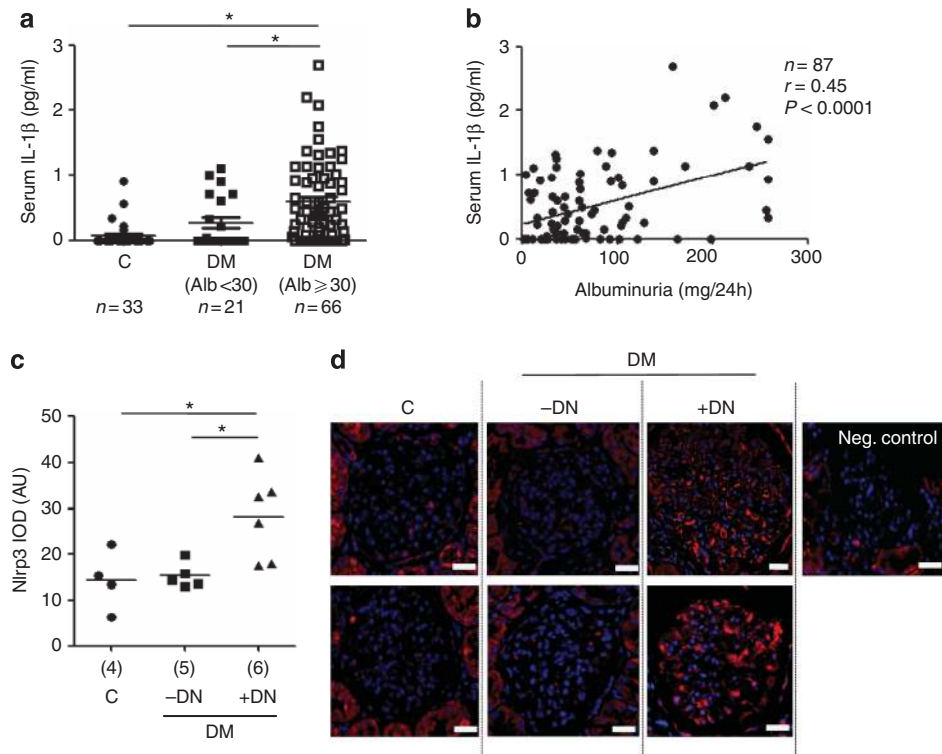 a
*
*
Serum IL-1β (pg/ml)
3
2
1
0
C
DM
(Alb <30)
DM
(Alb ⩾ 30)
n= 33
n= 21
n= 66
b
Serum IL-1β (pg/ml)
3
2
1
0
0
100
200
300
Albuminuria (mg/24h)
n= 87
r= 0.45
P< 0.0001
c
*
*
Nlrp3 IOD (AU)
50
40
30
20
10
0
(4)
(5)
(6)
C
–DN
+DN
DM
d
DM
C
–DN
+DN
Neg. control